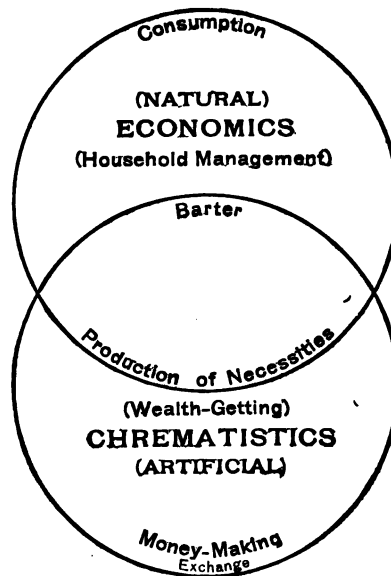 Consumption
(NATURAL)
ECONOMICS
(Household Management)
Barter
Production of Necessities
(Wealth-Getting)
CHREMATISTICS
(ARTIFICIAL)
Money-Making
Exchange